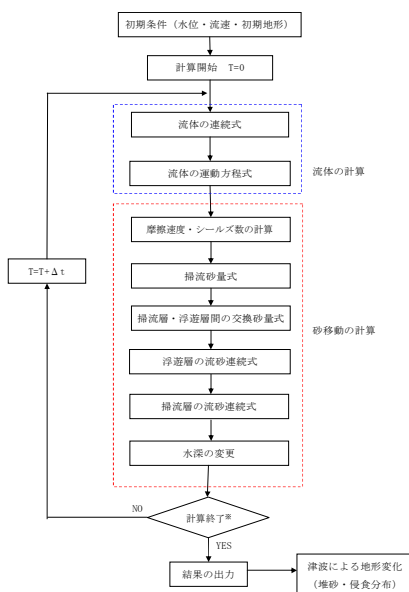 初期条件（水位・流速・初期地形）
計算開始　T=0
流体の連続式
流体の運動方程式
流体の計算
摩擦速度・シールズ数の計算
T=T+Δt
掃流砂量式
掃流層・浮遊層間の交換砂量式
砂移動の計算
浮遊層の流砂連続式
掃流層の流砂連続式
水深の変更
NO
計算終了※
YES
結果の出力
津波による地形変化
（堆砂・侵食分布）